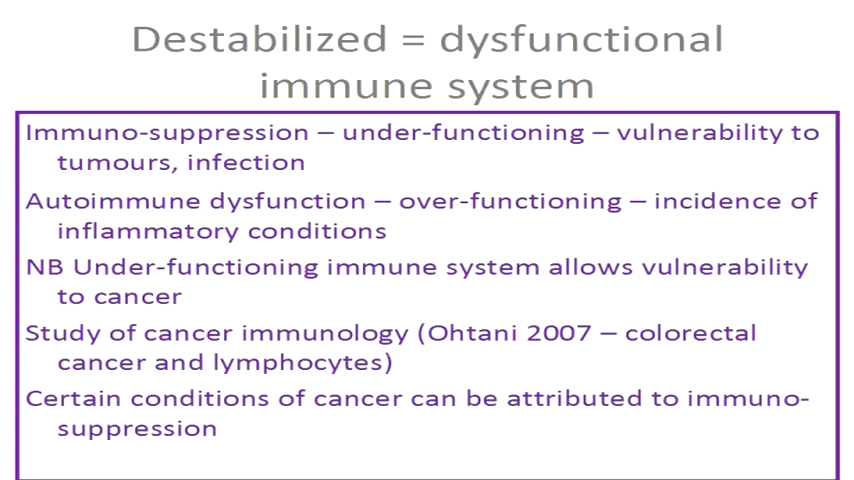 Destabilized = dysfunctional
immune system
Immuno-suppression – under-functioning – vulnerability to
tumours, infection
Autoimmune dysfunction – over-functioning – incidence of
inflammatory conditions
NB Under-functioning immune system allows vulnerability
to cancer
Study of cancer immunology (Ohtani 2007 – colorectal
cancer and lymphocytes)
Certain conditions of cancer can be attributed to immuno-
suppression